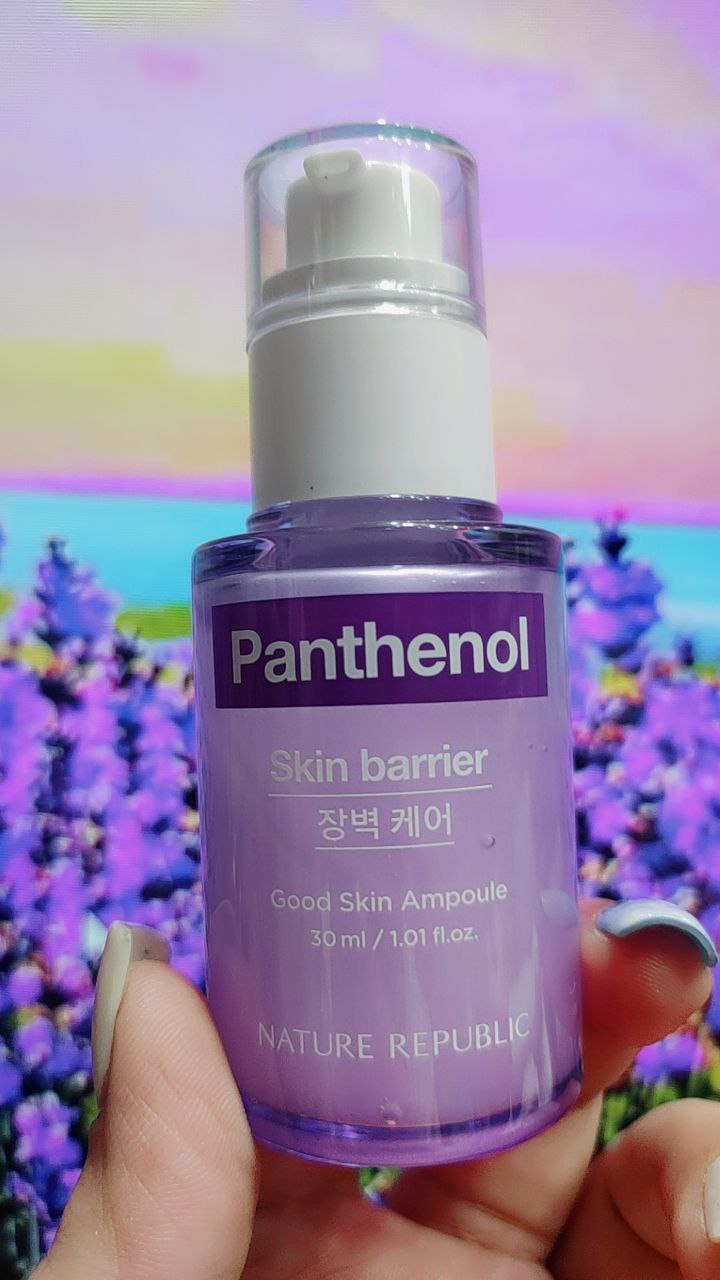 Panthenol
Skin barrier
장벽 케어
Good Skin Ampoule
30 ml / 1.01 fl.oz.
NATURE REPUBLIC